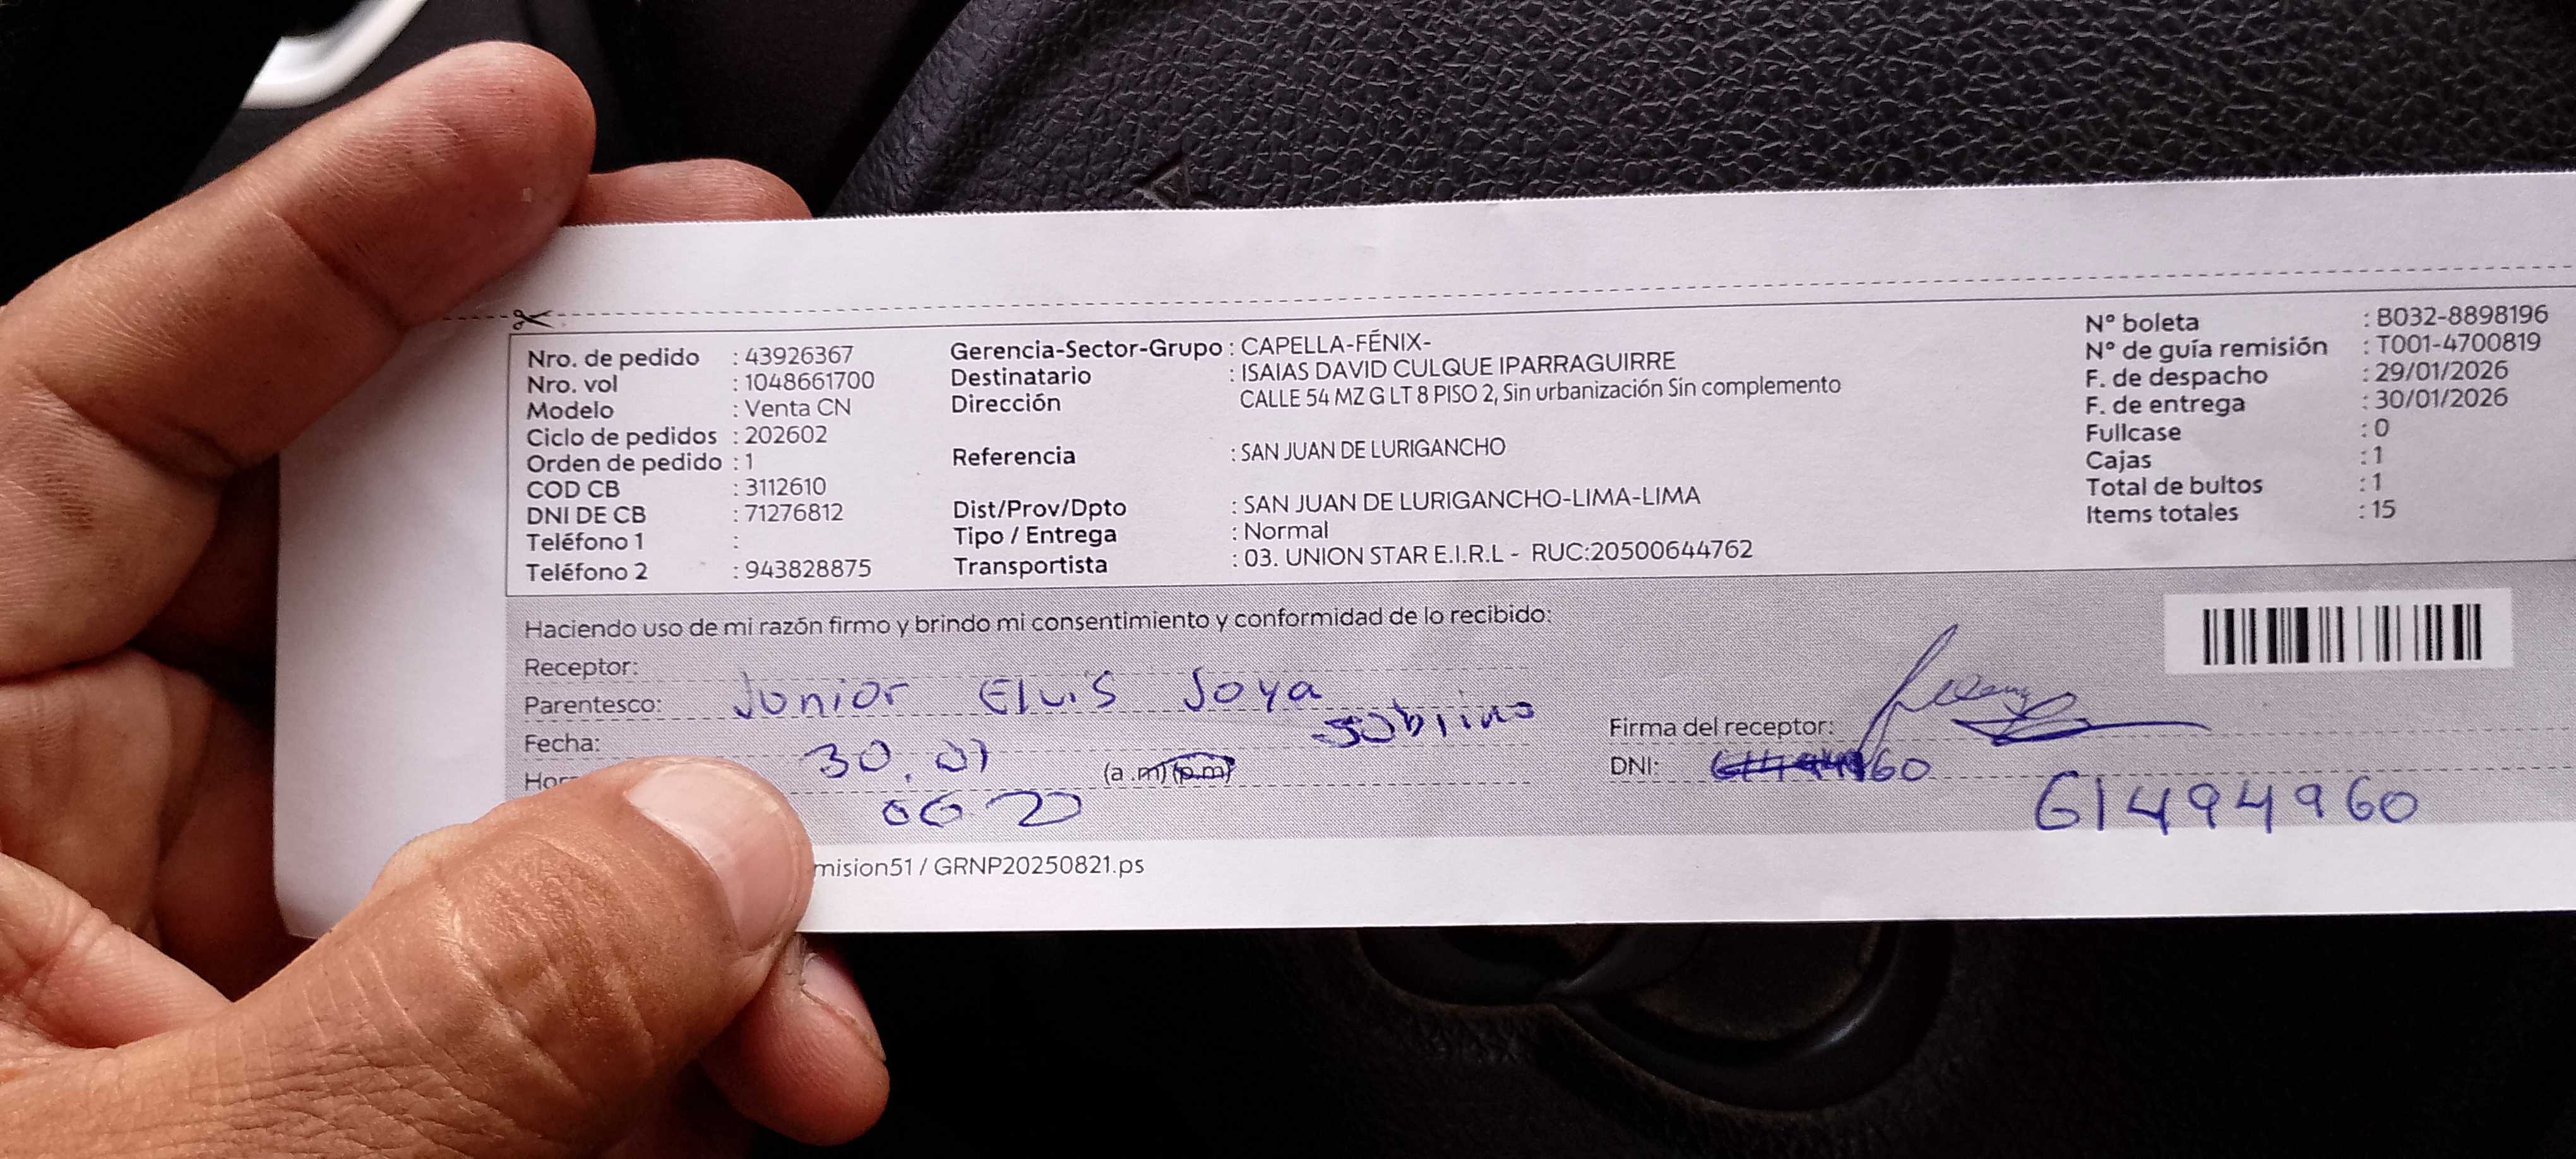 Nro. de pedido : 43926367
Nro. vol : 1048661700
Modelo : Venta CN
Ciclo de pedidos : 202602
Orden de pedido : 1
COD CB : 3112610
DNI DE CB : 71276812
Teléfono 1 :
Teléfono 2 : 943828875
Gerencia-Sector-Grupo : CAPELLA-FÉNIX-
Destinatario : ISAIAS DAVID CULQUE IPARRAGUIRRE
Dirección CALLE 54 MZ G LT 8 PISO 2, Sin urbanización Sin complemento
Referencia : SAN JUAN DE LURIGANCHO
Dist/Prov/Dpto : SAN JUAN DE LURIGANCHO-LIMA-LIMA
Tipo / Entrega : Normal
Transportista : 03. UNION STAR E.I.R.L - RUC:20500644762
N° boleta : B032-8898196
N° de guía remisión : T001-4700819
F. de despacho : 29/01/2026
F. de entrega : 30/01/2026
Fullcase : 0
Cajas : 1
Total de bultos : 1
Items totales : 15
Haciendo uso de mi razón firmo y brindo mi consentimiento y conformidad de lo recibido:
Receptor:
Parentesco: Junior Eluis Joya
sobrino
Fecha: 30.01
(a.m)(p.m)
Firma del receptor:
DNI: 60
61494960
mision51 / GRNP20250821.ps